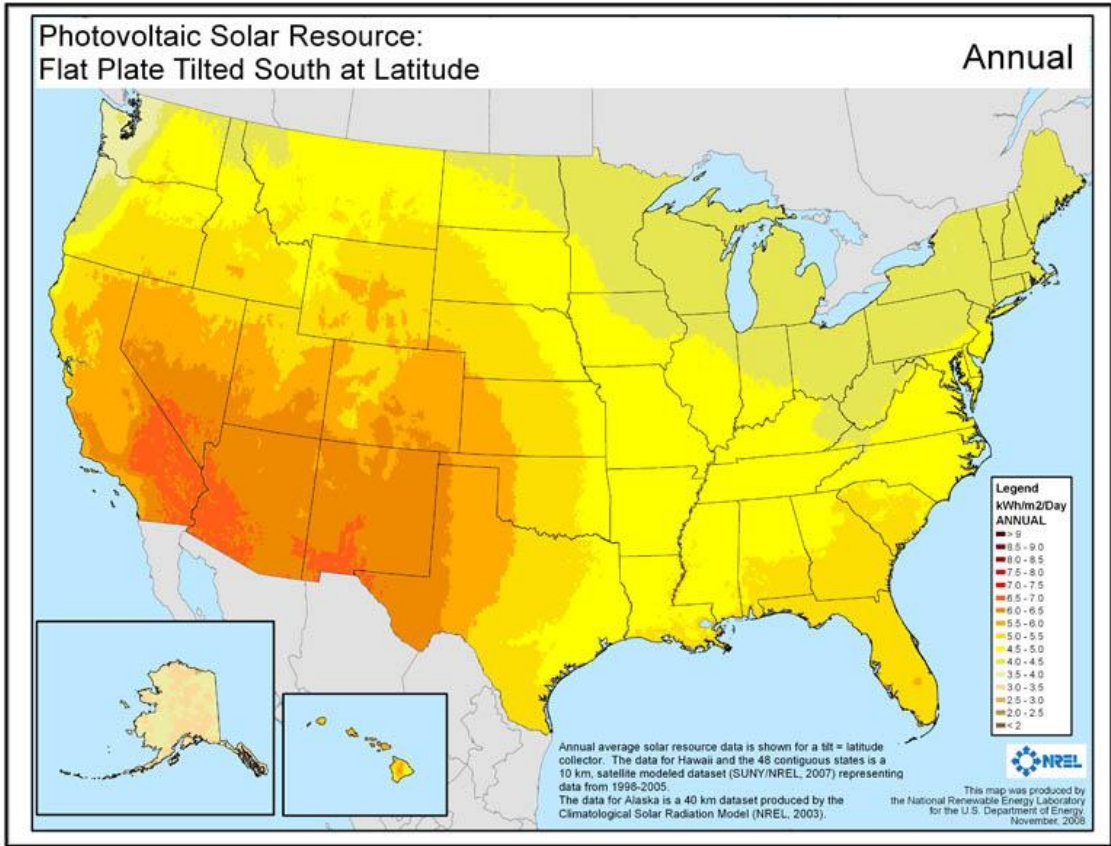 Photovoltaic Solar Resource:
Flat Plate Tilted South at Latitude
Annual
Legend
kWh/m2/Day
ANNUAL
> 9
8.5 - 9.0
8.0 - 8.5
7.5 - 8.0
7.0 - 7.5
6.5 - 7.0
6.0 - 6.5
5.5 - 6.0
5.0 - 5.5
4.5 - 5.0
4.0 - 4.5
3.5 - 4.0
3.0 - 3.5
2.5 - 3.0
2.0 - 2.5
< 2
Annual average solar resource data is shown for a tilt = latitude
collector. The data for Hawaii and the 48 contiguous states is a
10 km, satellite modeled dataset (SUNY/NREL, 2007) representing
data from 1998-2005.
The data for Alaska is a 40 km dataset produced by the
Climatological Solar Radiation Model (NREL, 2003).
NREL
This map was produced by
the National Renewable Energy Laboratory
for the U.S. Department of Energy.
November, 2008